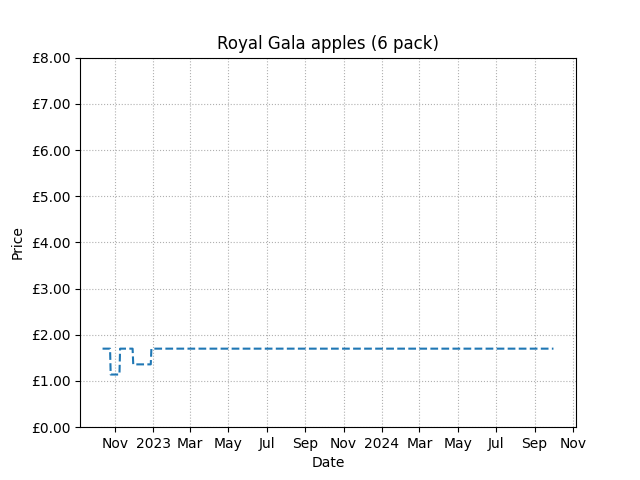 Royal Gala apples (6 pack)
£8.00
£7.00
£6.00
£5.00
£4.00
£3.00
£2.00
£1.00
£0.00
Price
Nov 2023 Mar May Jul Sep Nov 2024 Mar May Jul Sep Nov
Date